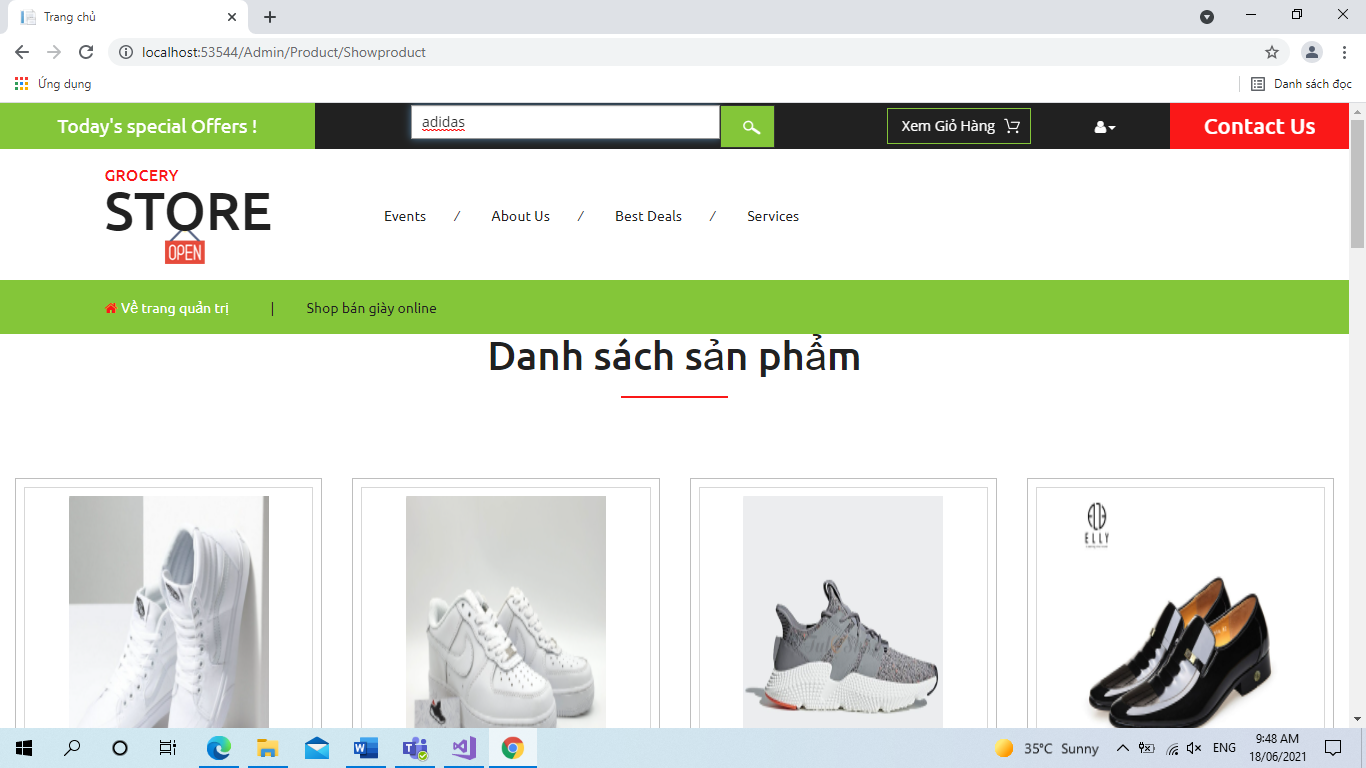 Trang chủ
localhost:53544/Admin/Product/Showproduct
Ứng dụng
Danh sách đọc
Today's special Offers !
adidas
Xem Giỏ Hàng
Contact Us
GROCERY
STORE
OPEN
Events / About Us / Best Deals / Services
Về trang quản trị | Shop bán giày online
Danh sách sản phẩm
ELLY
35°C Sunny
ENG
9:48 AM
18/06/2021